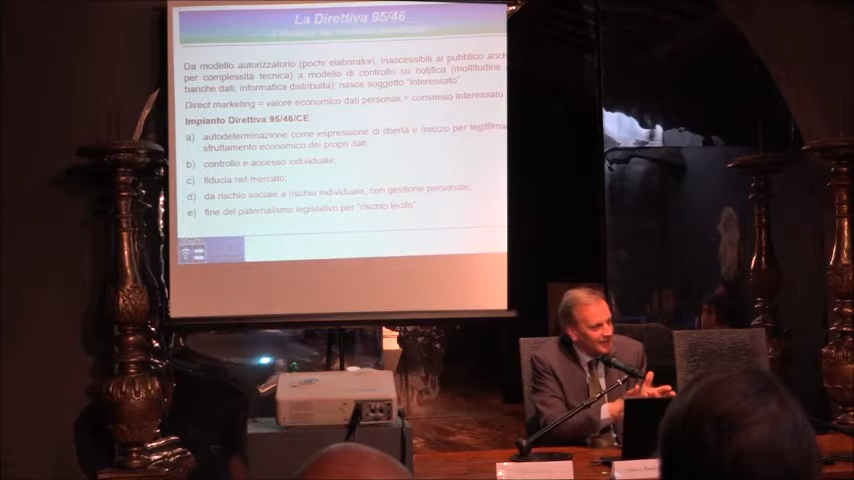 La Direttiva 95/46
Da modello autorizzatorio (pochi elaboratori, inaccessibili al pubblico anch
per complessità tecnica) a modello di controllo su notifica (moltitudine
banche dati, informatica distribuita): nasce soggetto "interessato"
Direct marketing = valore economico dati personali = consenso interessato
Impianto Direttiva 95/46/CE:
a) autodeterminazione come espressione di libertà e mezzo per legittima
sfruttamento economico dei propri dati;
b) controllo e accesso individuale;
c) fiducia nel mercato;
d) da rischio sociale a rischio individuale, con gestione personale;
e) fine del paternalismo legislativo per "rischio lecito"